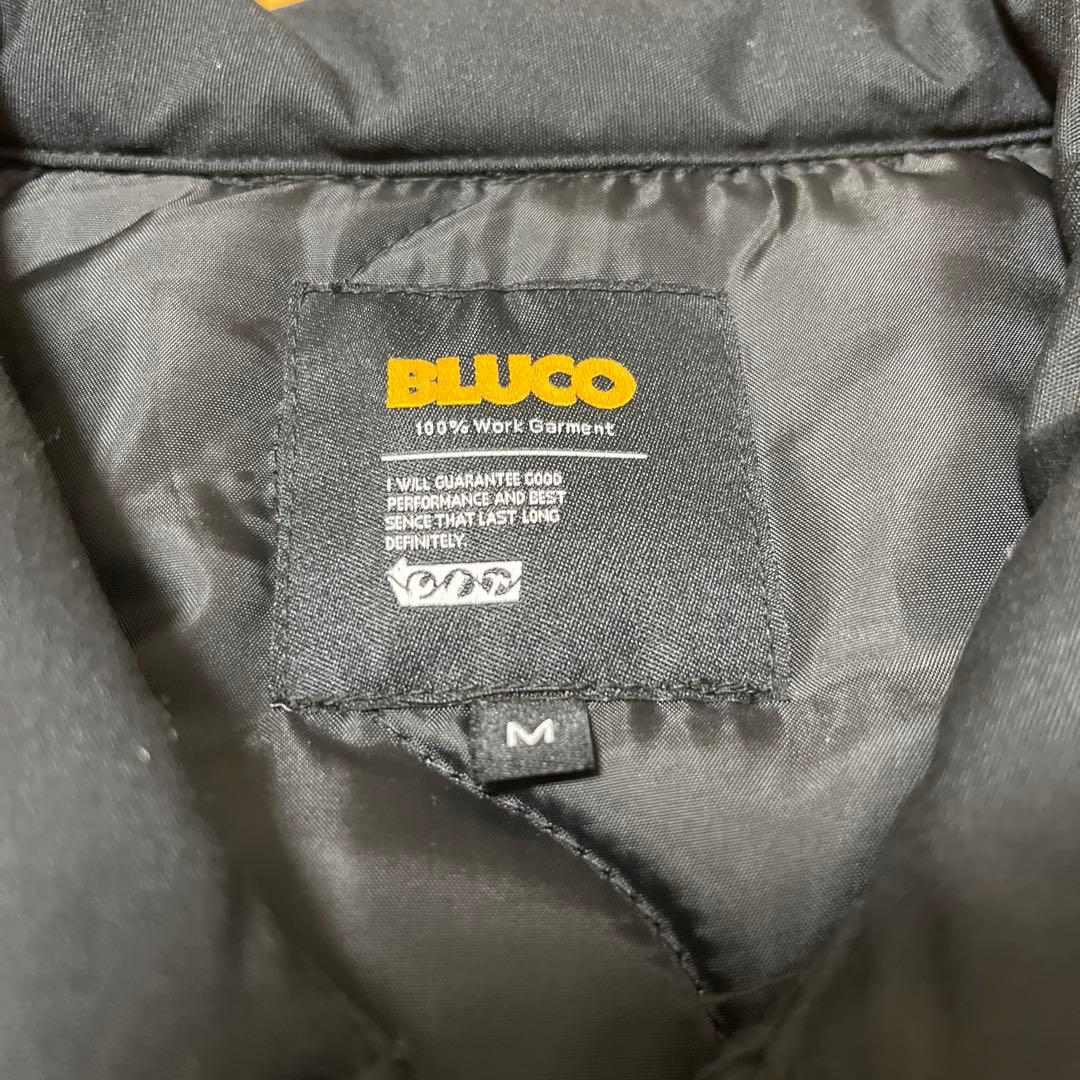 BLUCO
100% Work Garment
I WILL GUARANTEE GOOD
PERFORMANCE AND BEST
SENCE THAT LAST LONG
DEFINITELY.
M